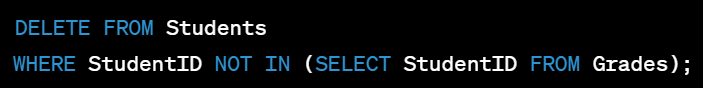 DELETE FROM Students
WHERE StudentID NOT IN (SELECT StudentID FROM Grades);